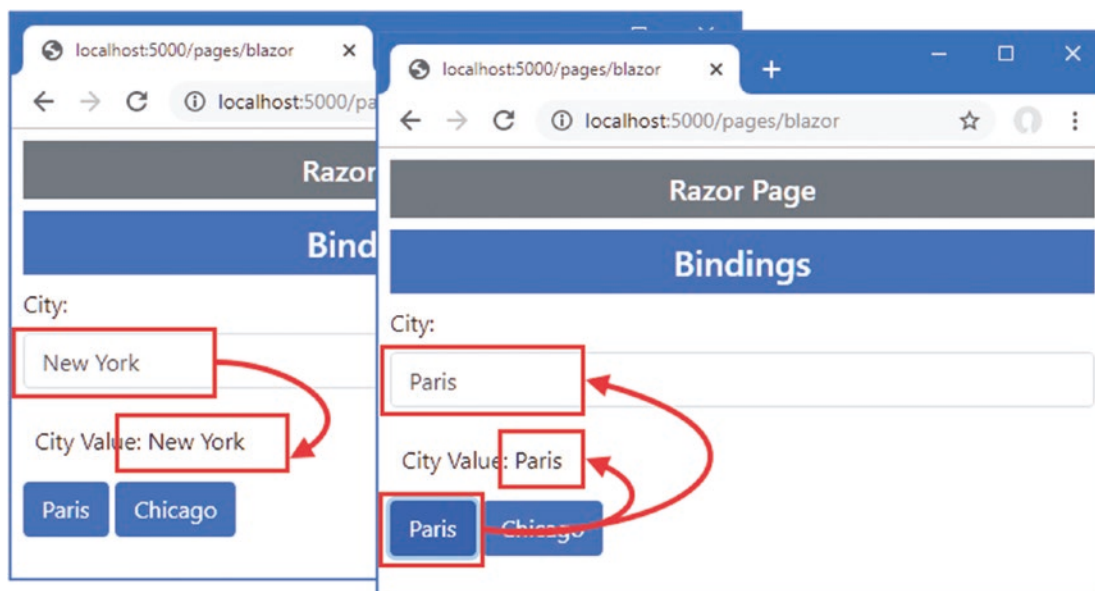 localhost:5000/pages/blazor
localhost:5000/pa
Razor
Bind
City:
New York
City Value: New York
Paris Chicago
localhost:5000/pages/blazor
localhost:5000/pages/blazor
Razor Page
Bindings
City:
Paris
City Value: Paris
Paris Chicago